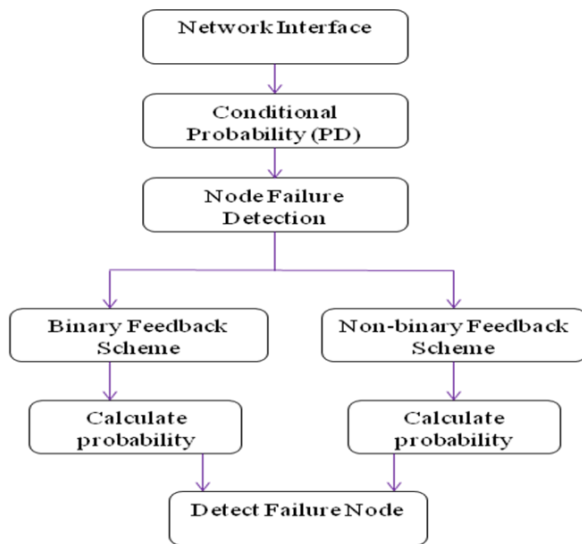 Network Interface
Conditional
Probability (PD)
Node Failure
Detection
Binary Feedback
Scheme
Non-binary Feedback
Scheme
Calculate
probability
Calculate
probability
Detect Failure Node